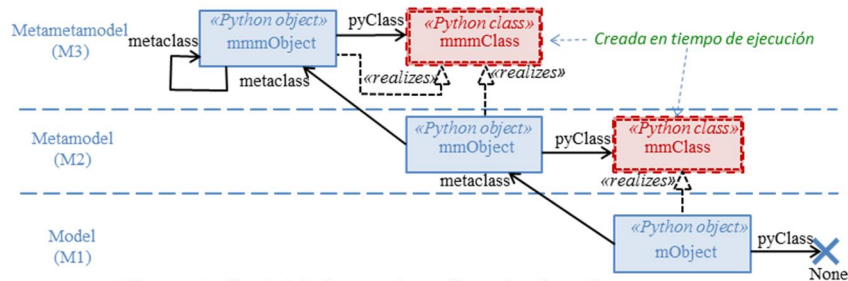 «Python object»
mmmObject
pyClass
«Python class»
mmmClass
Metametamodel
(M3)
metaclass
metaclass
«realizes»
«realizes»
Creada en tiempo de ejecución
Metamodel
(M2)
«Python object»
mmObject
pyClass
«Python class»
mmClass
metaclass
«realizes»
Model
(M1)
«Python object»
mObject
pyClass
None